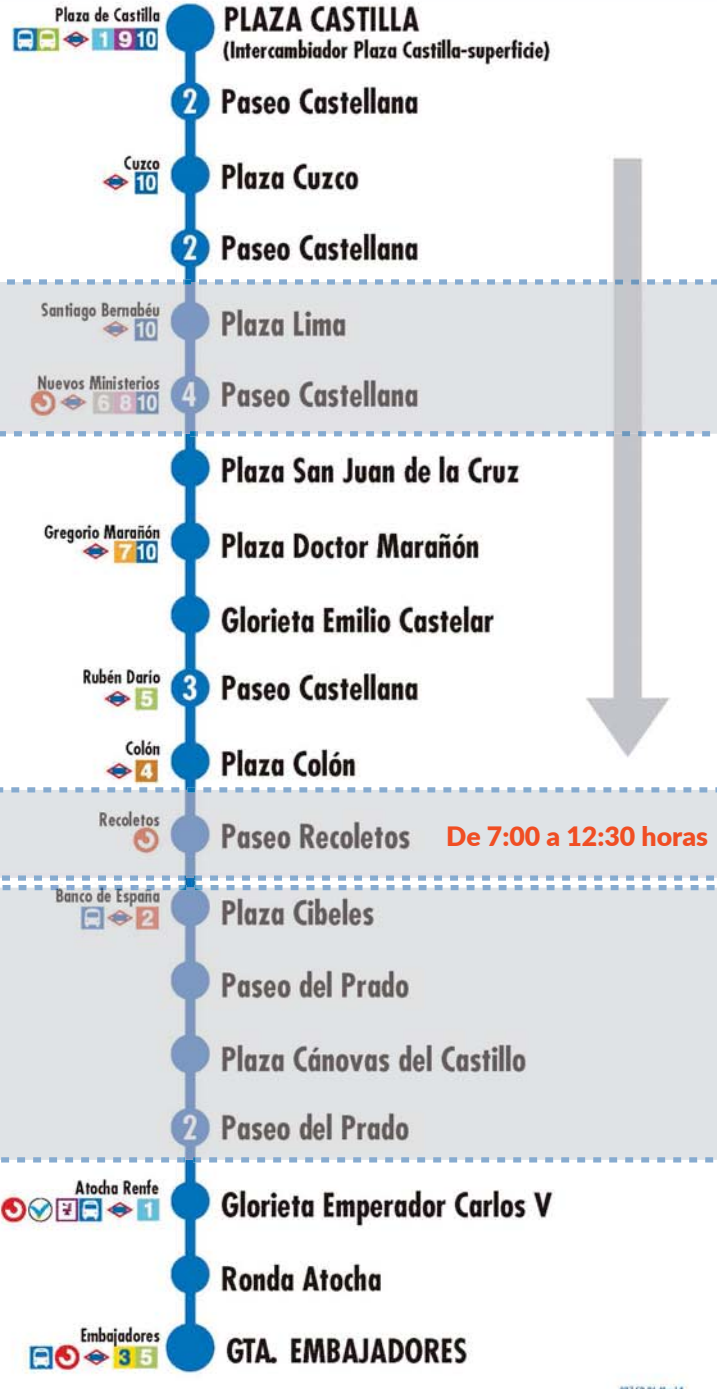 Plaza de Castilla
1 9 10
PLAZA CASTILLA
(Intercambiador Plaza Castilla-superficie)
2 Paseo Castellana
Cuzco
10
Plaza Cuzco
2 Paseo Castellana
Santiago Bernabéu
10
Plaza Lima
Nuevos Ministerios
6 8 10
4 Paseo Castellana
Plaza San Juan de la Cruz
Gregorio Marañón
7 10
Plaza Doctor Marañón
Glorieta Emilio Castelar
Rubén Darío
5
3 Paseo Castellana
Colón
4
Plaza Colón
Recoletos
Paseo Recoletos De 7:00 a 12:30 horas
Banco de España
2
Plaza Cibeles
Paseo del Prado
Plaza Cánovas del Castillo
2 Paseo del Prado
Atocha Renfe
1
Glorieta Emperador Carlos V
Ronda Atocha
Embajadores
3 5
GTA. EMBAJADORES